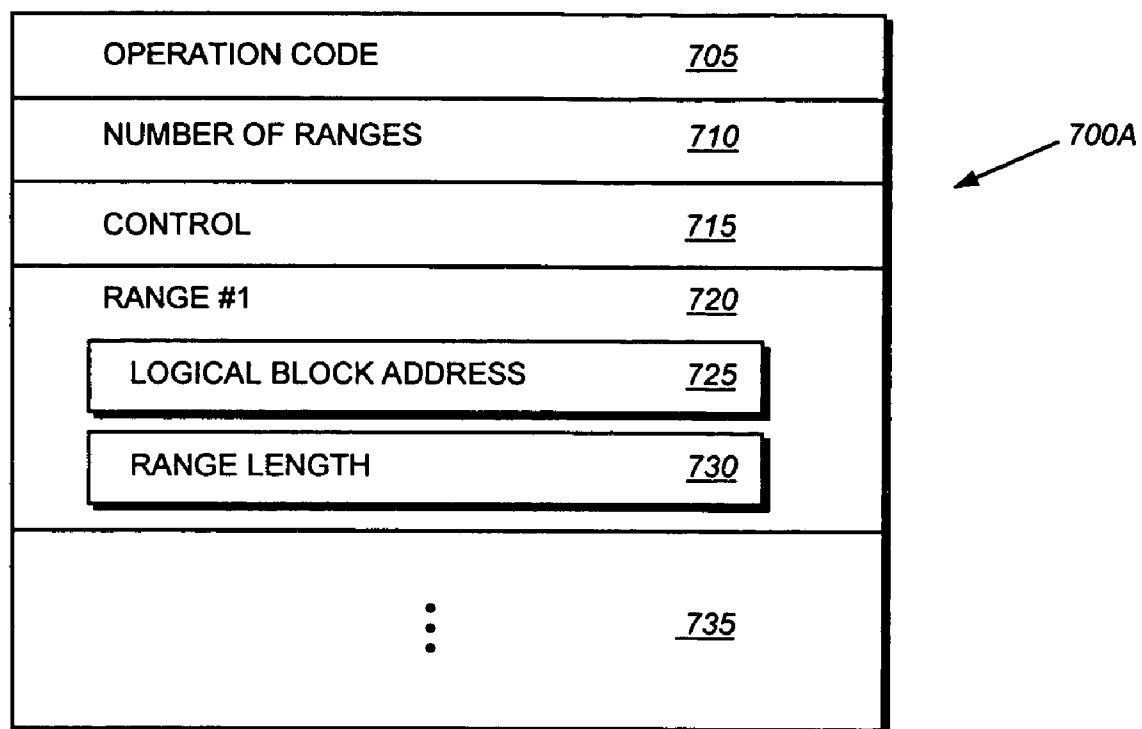 OPERATION CODE 705
NUMBER OF RANGES 710
700A
CONTROL 715
RANGE #1 720
LOGICAL BLOCK ADDRESS 725
RANGE LENGTH 730
735